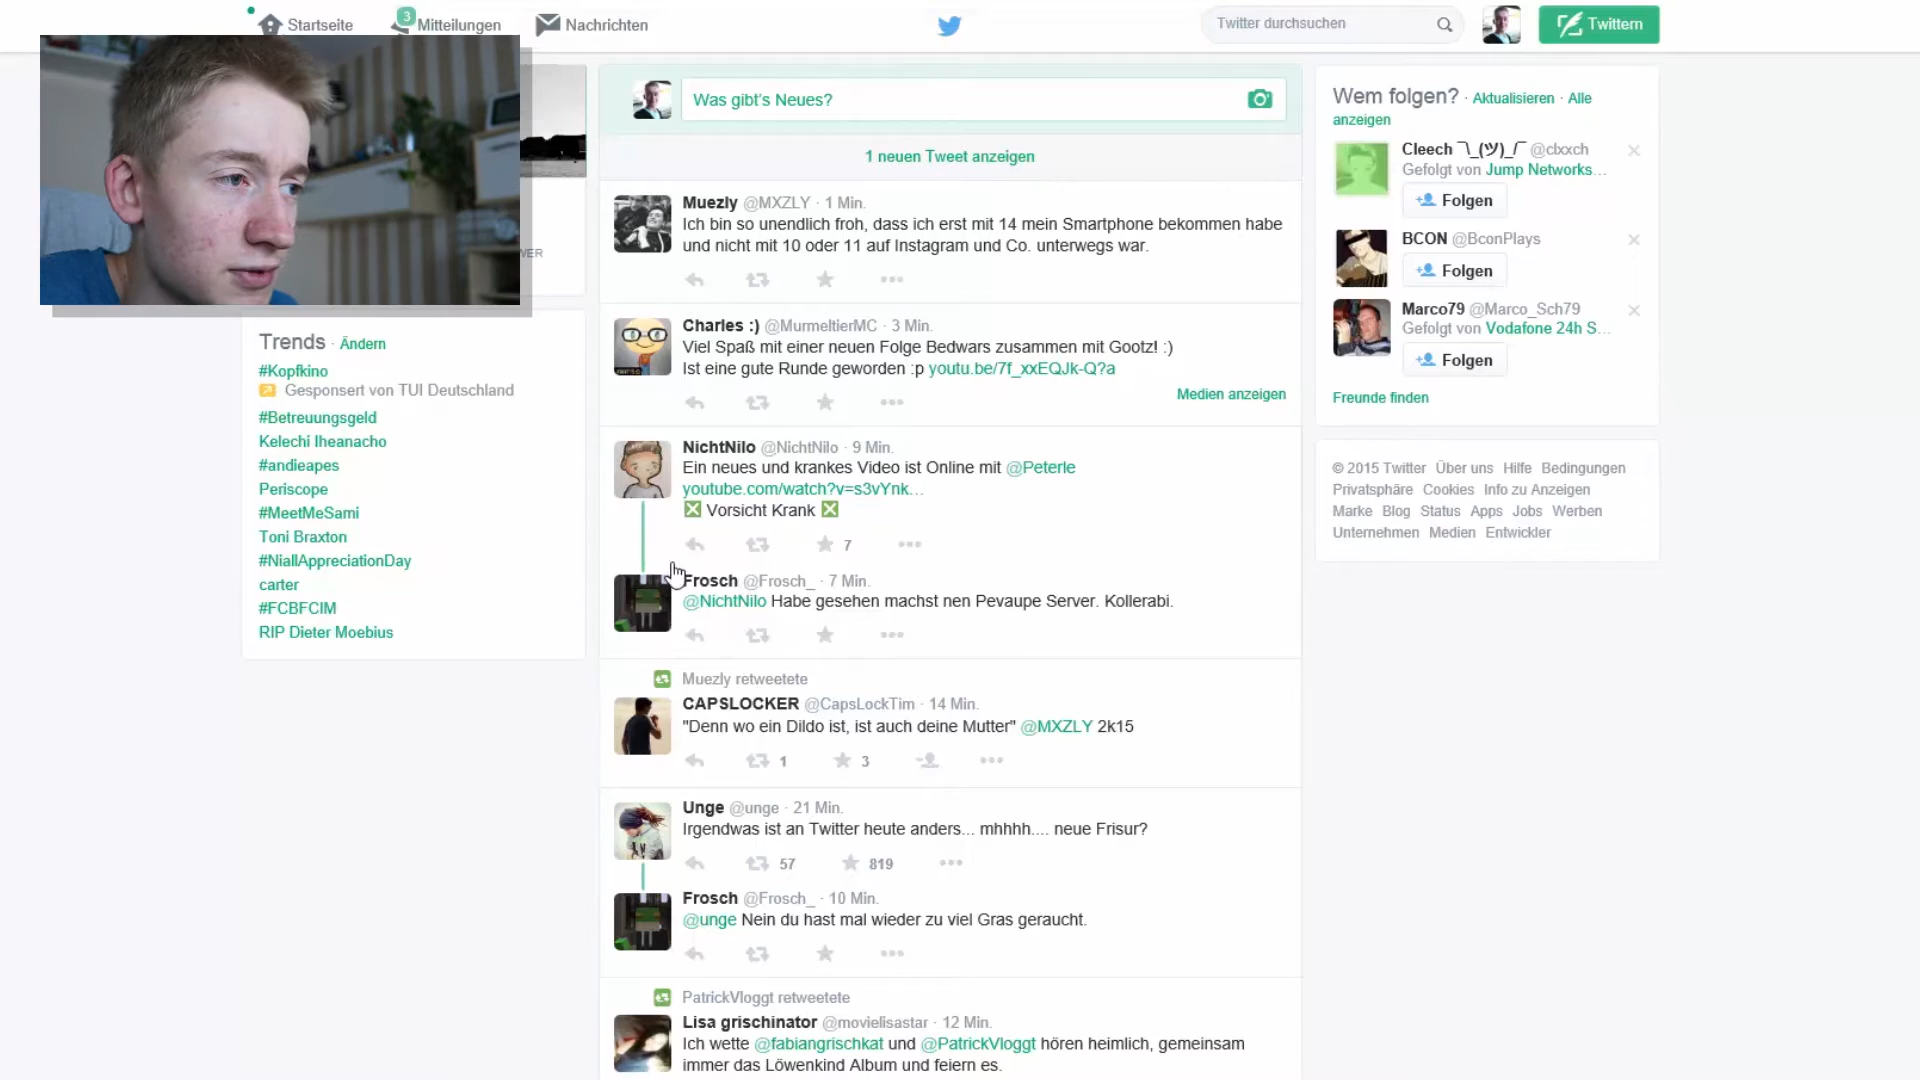 Startseite
3
Mitteilungen
Nachrichten
Twitter durchsuchen
Twittern
Was gibt's Neues?
1 neuen Tweet anzeigen
Muezly @MXZLY · 1 Min.
Ich bin so unendlich froh, dass ich erst mit 14 mein Smartphone bekommen habe
und nicht mit 10 oder 11 auf Instagram und Co. unterwegs war.
Charles :) @MurmeltierMC · 3 Min.
Viel Spaß mit einer neuen Folge Bedwars zusammen mit Gootz! :)
Ist eine gute Runde geworden :p youtu.be/7f_xxEQJk-Q?a
Medien anzeigen
NichtNilo @NichtNilo · 9 Min.
Ein neues und krankes Video ist Online mit @Peterle
youtube.com/watch?v=s3vYnk…
❎ Vorsicht Krank ❎
7
Frosch @Frosch_ · 7 Min.
@NichtNilo Habe gesehen machst nen Pevaupe Server. Kollerabi.
Muezly retweetete
CAPSLOCKER @CapsLockTim · 14 Min.
"Denn wo ein Dildo ist, ist auch deine Mutter" @MXZLY 2k15
1 3
Unge @unge · 21 Min.
Irgendwas ist an Twitter heute anders... mhhhh.... neue Frisur?
57 819
Frosch @Frosch_ · 10 Min.
@unge Nein du hast mal wieder zu viel Gras geraucht.
PatrickVloggt retweetete
Lisa grischinator @movielisastar · 12 Min.
Ich wette @fabiangrischkat und @PatrickVloggt hören heimlich, gemeinsam
immer das Löwenkind Album und feiern es.
Trends · Ändern
#Kopfkino
Gesponsert von TUI Deutschland
#Betreuungsgeld
Kelechi Iheanacho
#andieapes
Periscope
#MeetMeSami
Toni Braxton
#NiallAppreciationDay
carter
#FCBFCIM
RIP Dieter Moebius
Wem folgen? · Aktualisieren · Alle
anzeigen
Cleech ¯\_(ツ)_/¯ @clxxch
Gefolgt von Jump Networks…
Folgen
BCON @BconPlays
Folgen
Marco79 @Marco_Sch79
Gefolgt von Vodafone 24h S…
Folgen
Freunde finden
© 2015 Twitter Über uns Hilfe Bedingungen
Privatsphäre Cookies Info zu Anzeigen
Marke Blog Status Apps Jobs Werben
Unternehmen Medien Entwickler